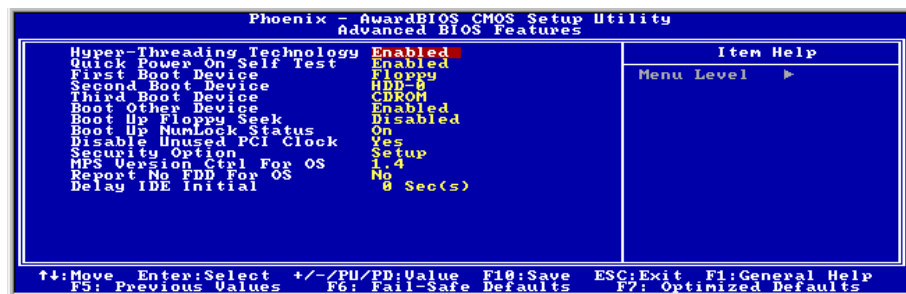 Phoenix - AwardBIOS CMOS Setup Utility
Advanced BIOS Features
Hyper-Threading Technology Enabled
Quick Power On Self Test Enabled
First Boot Device Floppy
Second Boot Device HDD-0
Third Boot Device CDROM
Boot Other Device Enabled
Boot Up Floppy Seek Disabled
Boot Up NumLock Status On
Disable Unused PCI Clock Yes
Security Option Setup
MPS Version Ctrl For OS 1.4
Report No FDD For OS No
Delay IDE Initial 0 Sec(s)
Item Help
Menu Level ►
↑↓:Move Enter:Select +/-/PU/PD:Value F10:Save ESC:Exit F1:General Help
F5: Previous Values F6: Fail-Safe Defaults F7: Optimized Defaults